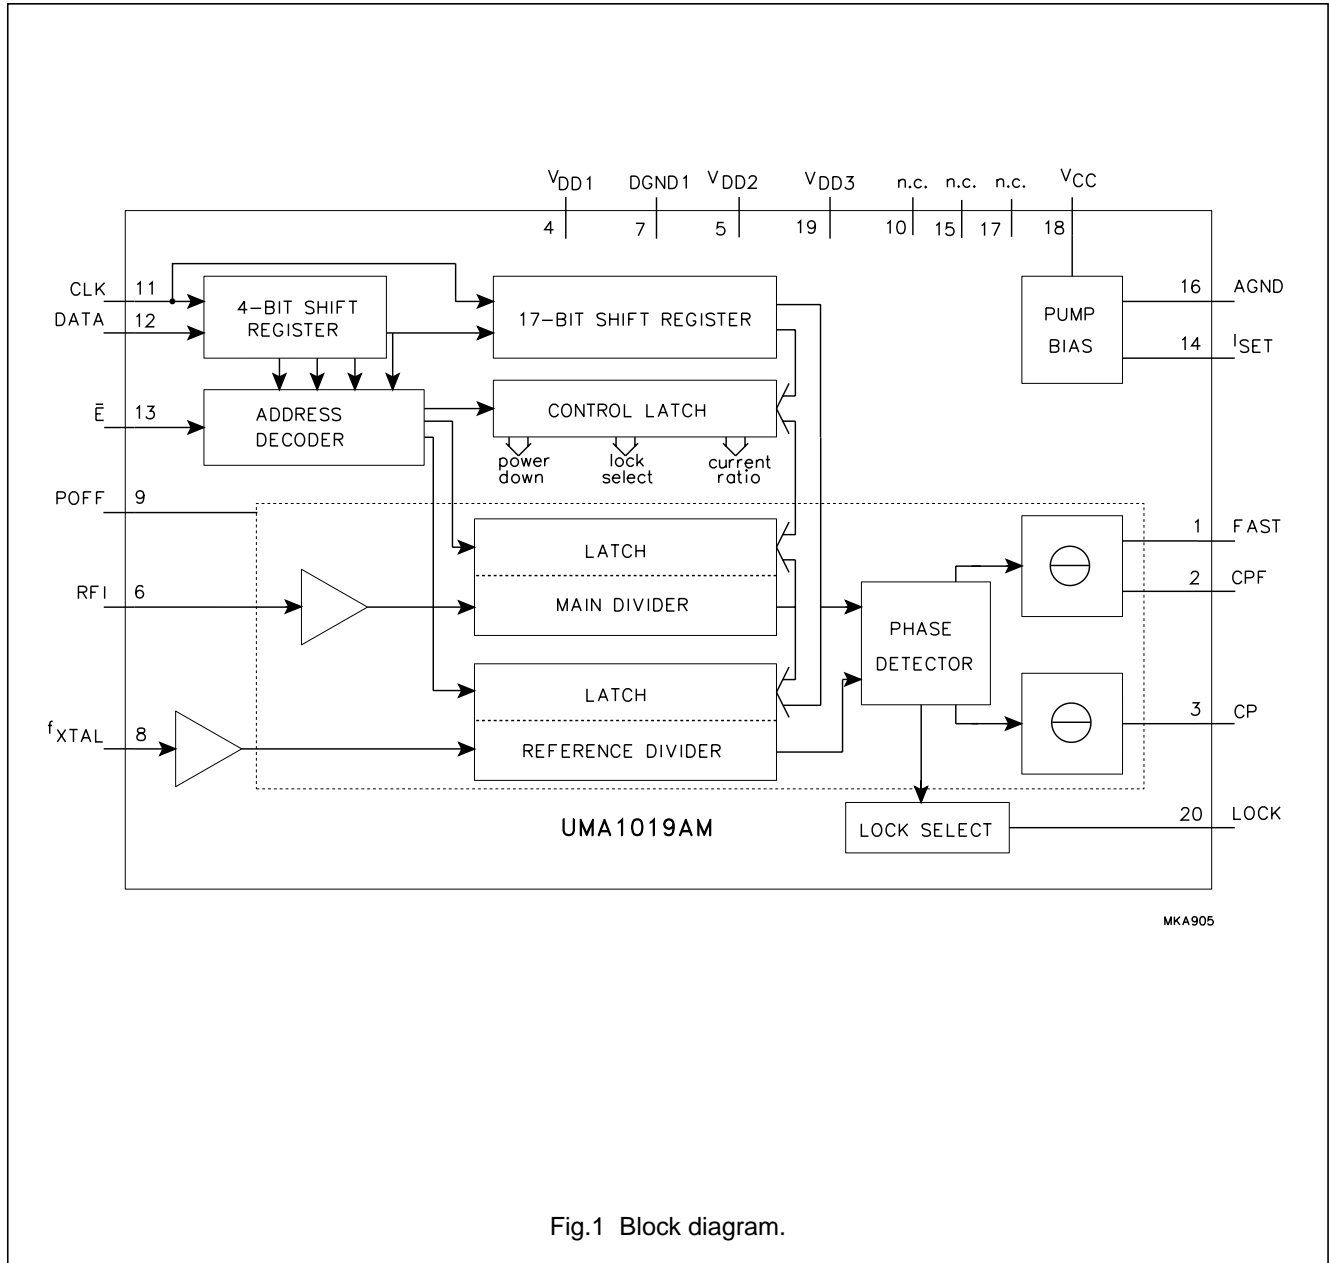 VDD1 DGND1 VDD2 VDD3 n.c. n.c. n.c. VCC
4 7 5 19 10 15 17 18
CLK 11
DATA 12
4-BIT SHIFT
REGISTER
17-BIT SHIFT REGISTER
PUMP
BIAS
16 AGND
14 ISET
Ē 13
ADDRESS
DECODER
CONTROL LATCH
power
down
lock
select
current
ratio
POFF 9
RFI 6
LATCH
MAIN DIVIDER
PHASE
DETECTOR
1 FAST
2 CPF
fXTAL 8
LATCH
REFERENCE DIVIDER
3 CP
UMA1019AM
LOCK SELECT
20 LOCK
MKA905
Fig.1 Block diagram.